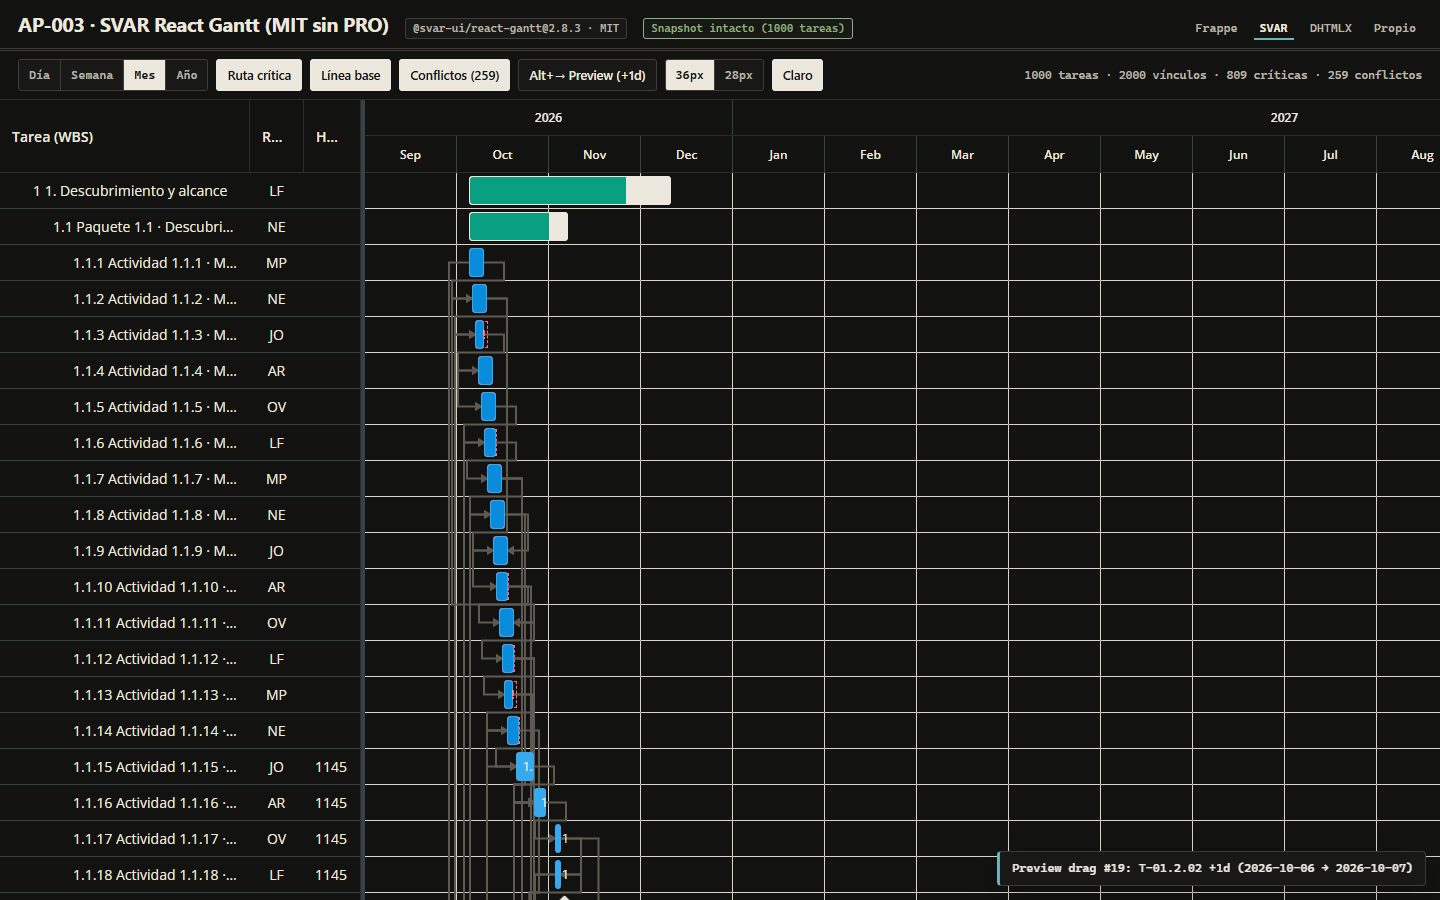 AP-003 · SVAR React Gantt (MIT sin PRO) @svar-ui/react-gantt@2.8.3 · MIT Snapshot intacto (1000 tareas) Frappe SVAR DHTMLX Propio
Día Semana Mes Año Ruta crítica Línea base Conflictos (259) Alt+→ Preview (+1d) 36px 28px Claro 1000 tareas · 2000 vínculos · 809 críticas · 259 conflictos
Tarea (WBS) R... H...
2026 2027
Sep Oct Nov Dec Jan Feb Mar Apr May Jun Jul Aug
1 1. Descubrimiento y alcance LF
1.1 Paquete 1.1 · Descubri... NE
1.1.1 Actividad 1.1.1 · M... MP
1.1.2 Actividad 1.1.2 · M... NE
1.1.3 Actividad 1.1.3 · M... JO
1.1.4 Actividad 1.1.4 · M... AR
1.1.5 Actividad 1.1.5 · M... OV
1.1.6 Actividad 1.1.6 · M... LF
1.1.7 Actividad 1.1.7 · M... MP
1.1.8 Actividad 1.1.8 · M... NE
1.1.9 Actividad 1.1.9 · M... JO
1.1.10 Actividad 1.1.10 ·... AR
1.1.11 Actividad 1.1.11 ·... OV
1.1.12 Actividad 1.1.12 ·... LF
1.1.13 Actividad 1.1.13 ·... MP
1.1.14 Actividad 1.1.14 ·... NE
1.1.15 Actividad 1.1.15 ·... JO 1145 1.
1.1.16 Actividad 1.1.16 ·... AR 1145 1
1.1.17 Actividad 1.1.17 ·... OV 1145 1
1.1.18 Actividad 1.1.18 ·... LF 1145 1
Preview drag #19: T-01.2.02 +1d (2026-10-06 → 2026-10-07)